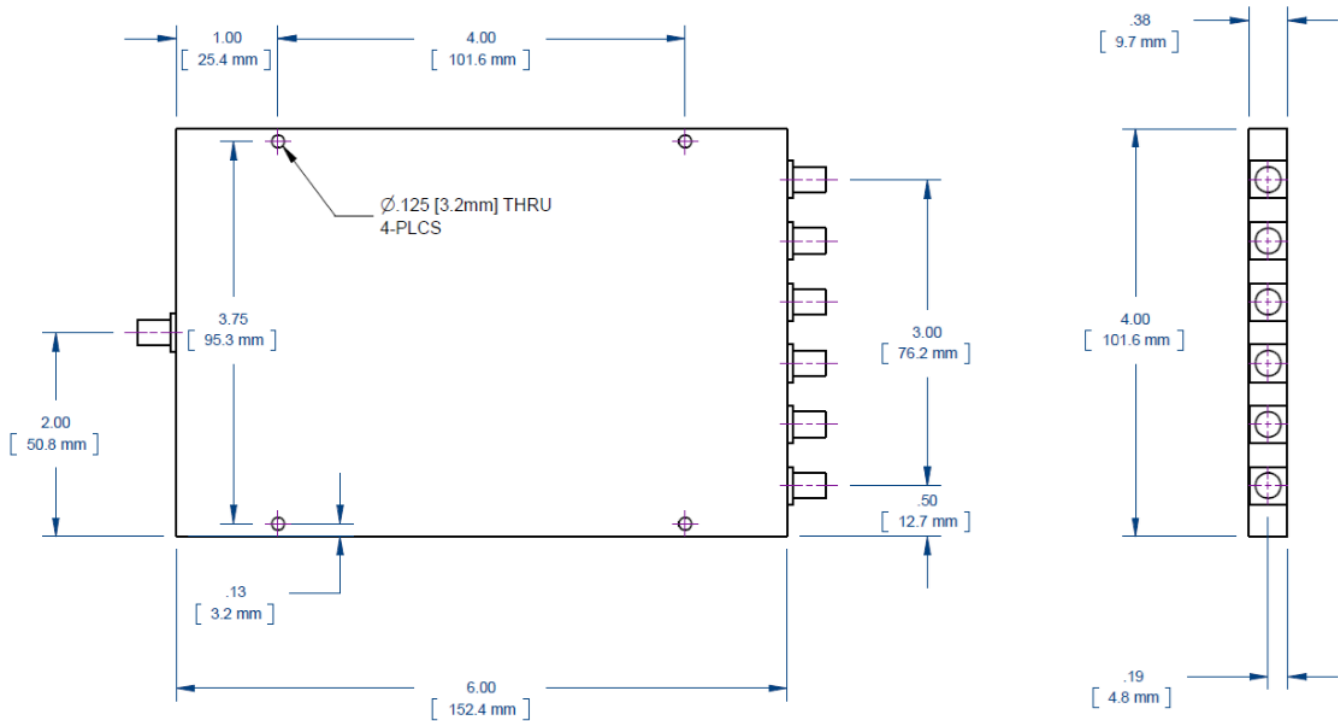 1.00
[ 25.4 mm ]
4.00
[ 101.6 mm ]
.38
[ 9.7 mm ]
Ø.125 [3.2mm] THRU
4-PLCS
3.75
[ 95.3 mm ]
3.00
[ 76.2 mm ]
4.00
[ 101.6 mm ]
2.00
[ 50.8 mm ]
.50
[ 12.7 mm ]
.13
[ 3.2 mm ]
6.00
[ 152.4 mm ]
.19
[ 4.8 mm ]